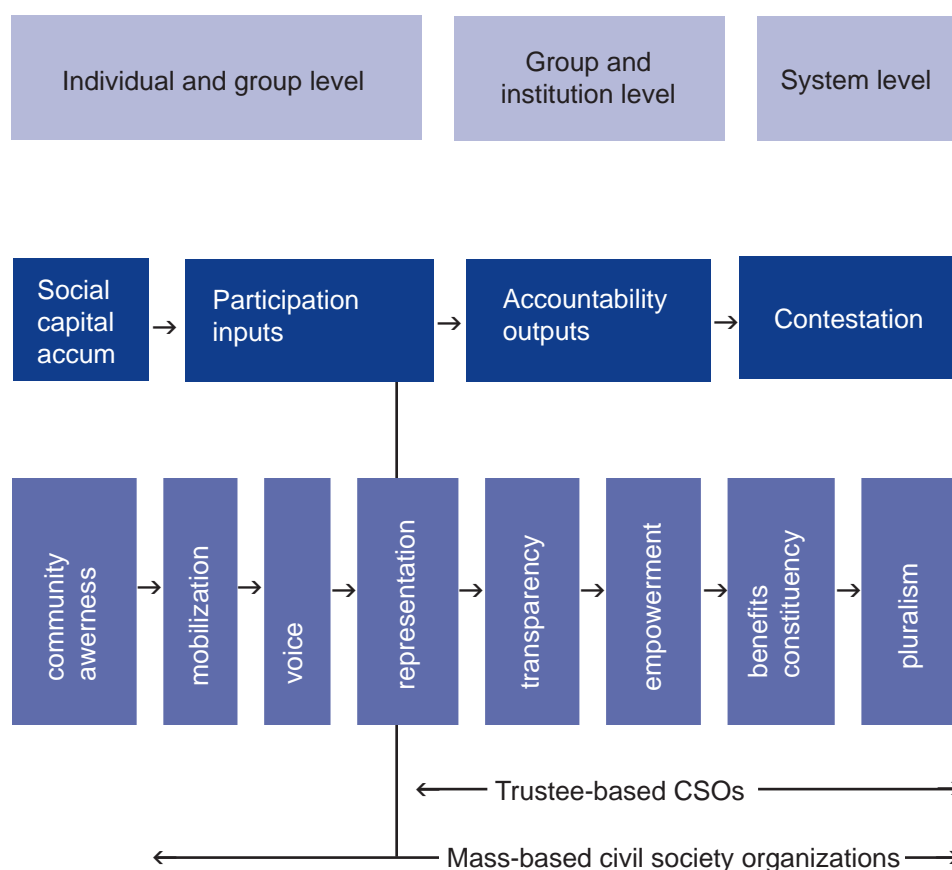 Individual and group level
Group and
institution level
System level
Social
capital
accum
Participation
inputs
Accountability
outputs
Contestation
community
awerness
mobilization
voice
representation
transparency
empowerment
benefits
constituency
pluralism
Trustee-based CSOs
Mass-based civil society organizations